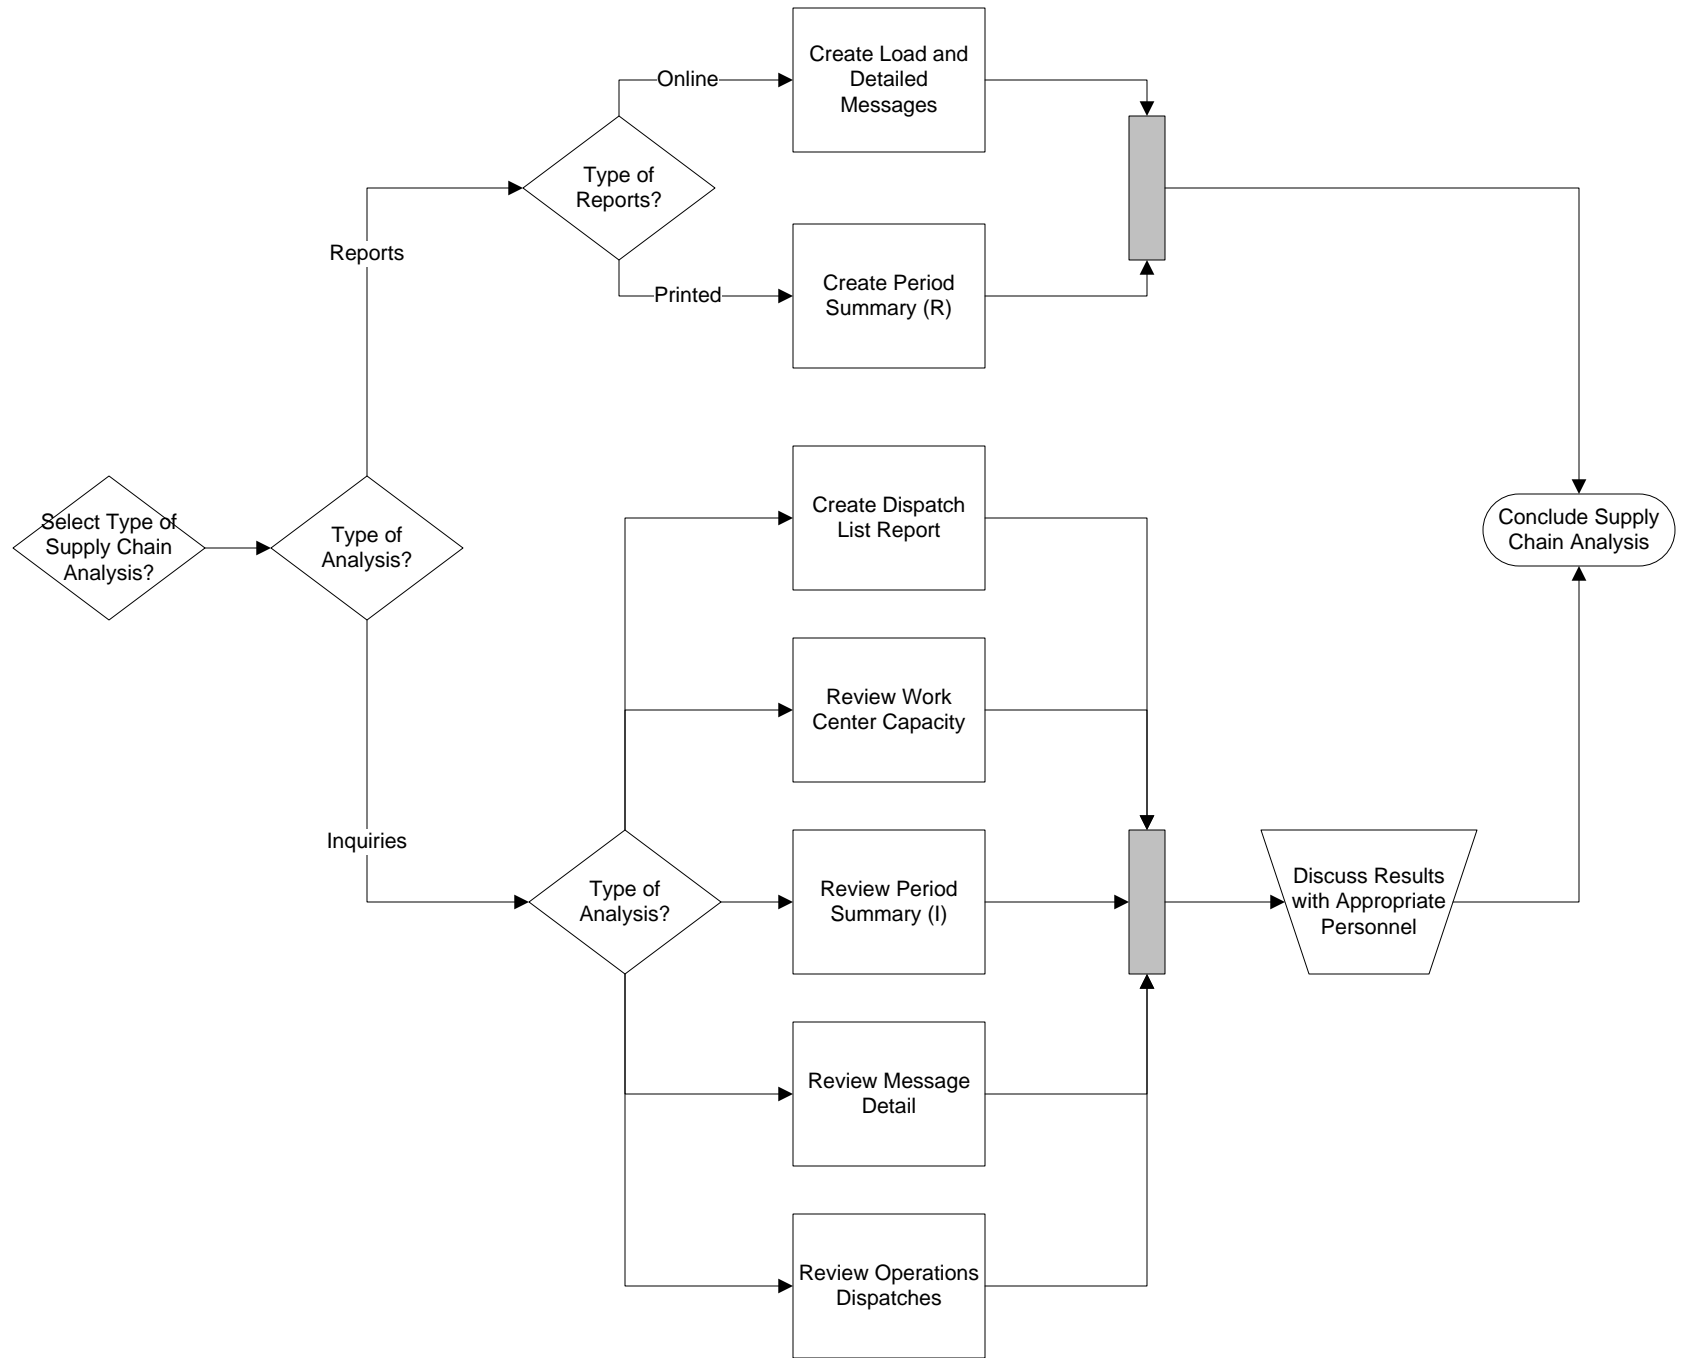 Create Load and
Detailed
Messages
Online
Type of
Reports?
Reports
Printed
Create Period
Summary (R)
Select Type of
Supply Chain
Analysis?
Type of
Analysis?
Create Dispatch
List Report
Conclude Supply
Chain Analysis
Review Work
Center Capacity
Inquiries
Type of
Analysis?
Review Period
Summary (I)
Discuss Results
with Appropriate
Personnel
Review Message
Detail
Review Operations
Dispatches